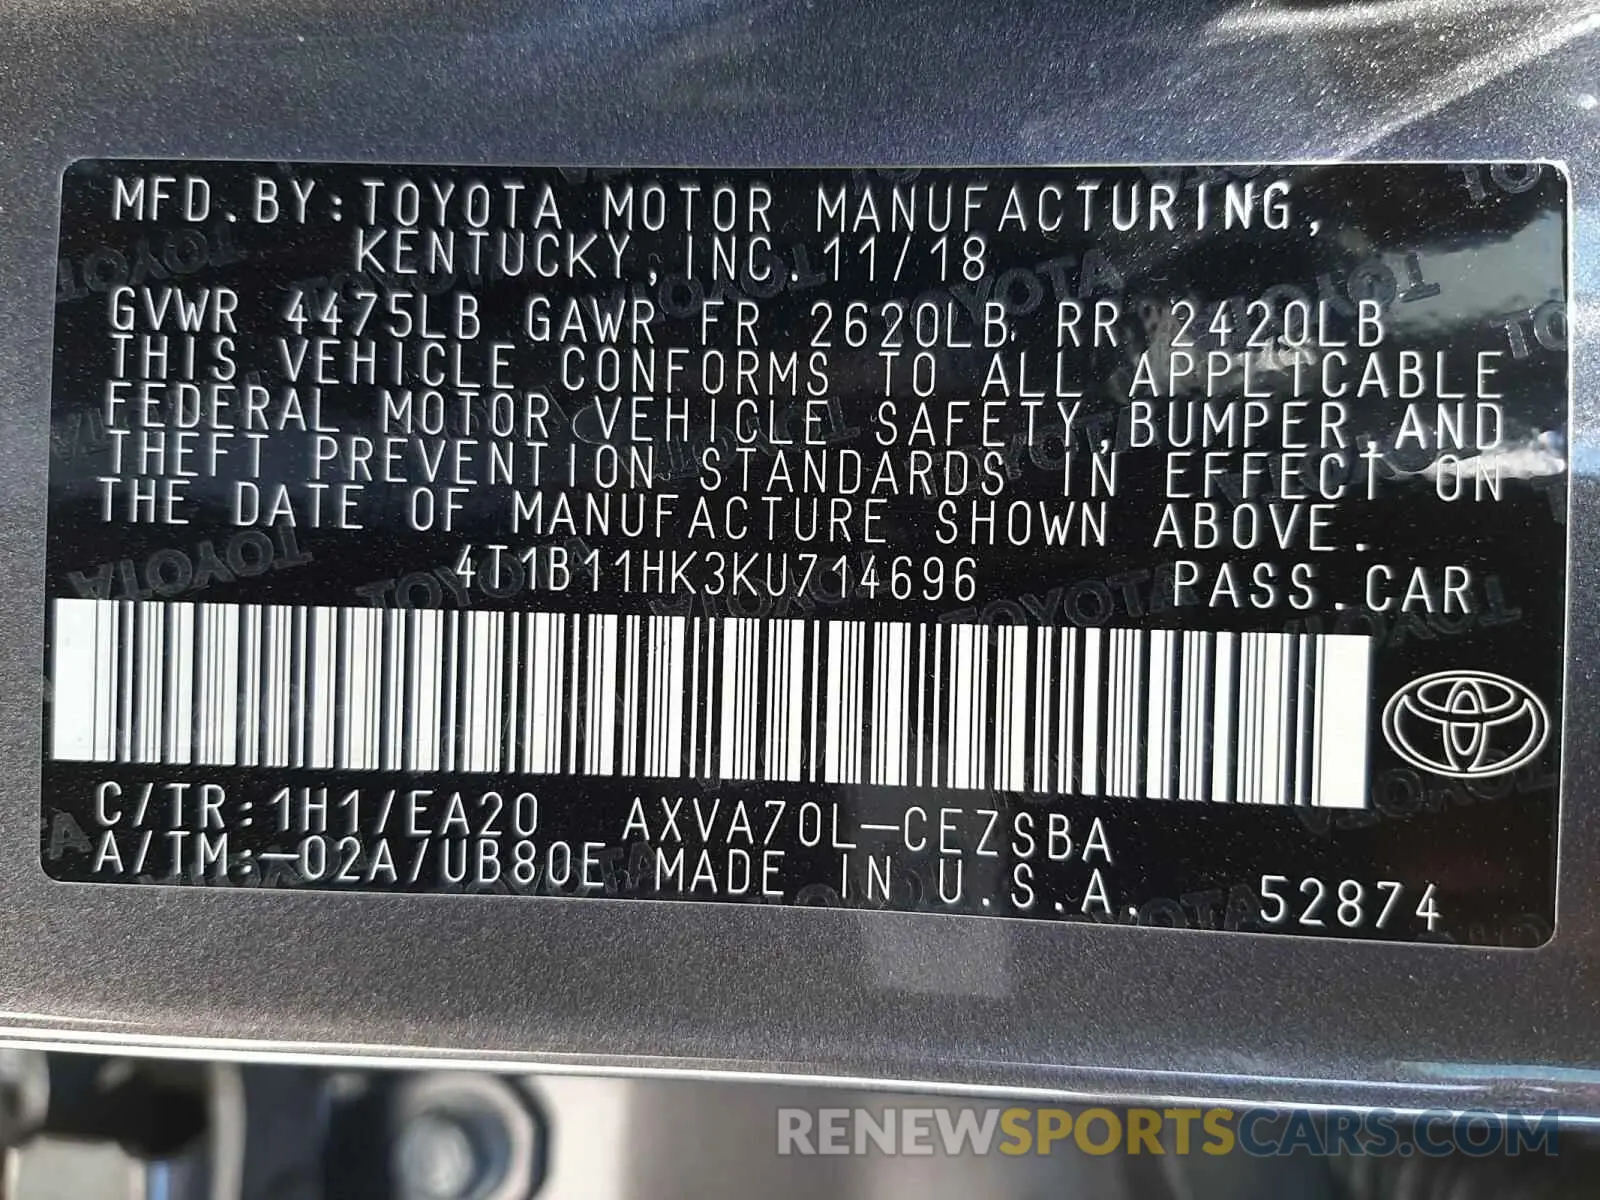 MFD. BY: TOYOTA MOTOR MANUFACTURING,
KENTUCKY, INC. 11/18
GVWR 4475LB GAWR FR 2620LB RR 2420LB
THIS VEHICLE CONFORMS TO ALL APPLICABLE
FEDERAL MOTOR VEHICLE SAFETY, BUMPER, AND
THEFT PREVENTION STANDARDS IN EFFECT ON
THE DATE OF MANUFACTURE SHOWN ABOVE.
4T1B11HK3KU714696 PASS. CAR
C/TR: 1H1/EA20 AXVA70L-CEZSBA
A/TM: -02A/UB80E MADE IN U.S.A. 52874
RENEWSPORTSCARS.COM